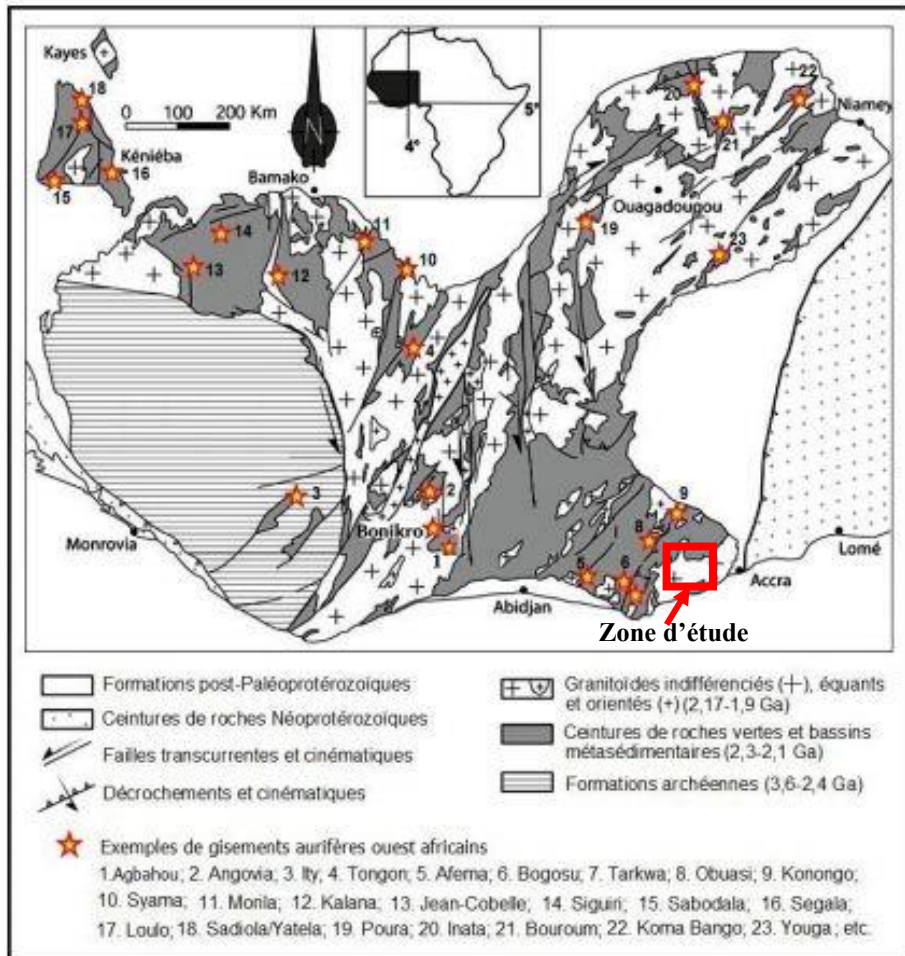 Kayes
18
0 100 200 Km
17
Kéniéba
16
15
N
5°
4°
Bamako
20
22
Niamey
21
Ouagadougou
14
11
19
13
12
10
23
4
3
2
9
Bonikro
8
1
Monrovia
5
6
Lomé
Accra
Abidjan
Zone d'étude
Formations post-Paléoprotérozoïques
Ceintures de roches Néoprotérozoïques
Failles transcurrentes et cinématiques
Décrochements et cinématiques
Granitoïdes indifférenciés (+), équants
et orientés (+) (2,17-1,9 Ga)
Ceintures de roches vertes et bassins
métasédimentaires (2,3-2,1 Ga)
Formations archéennes (3,6-2,4 Ga)
Exemples de gisements aurifères ouest africains
1.Agbahou; 2. Angovia; 3. Ity, 4. Tongon; 5. Afema; 6. Bogosu; 7. Tarkwa; 8. Obuasi; 9. Konongo;
10. Syama; 11. Morila; 12. Kalana; 13. Jean-Cobelle; 14. Siguiri; 15. Sabodala; 16. Segala;
17. Loulo; 18. Sadiola/Yatela; 19. Poura; 20. Inata; 21. Bouroum; 22. Koma Bango; 23. Youga; etc.